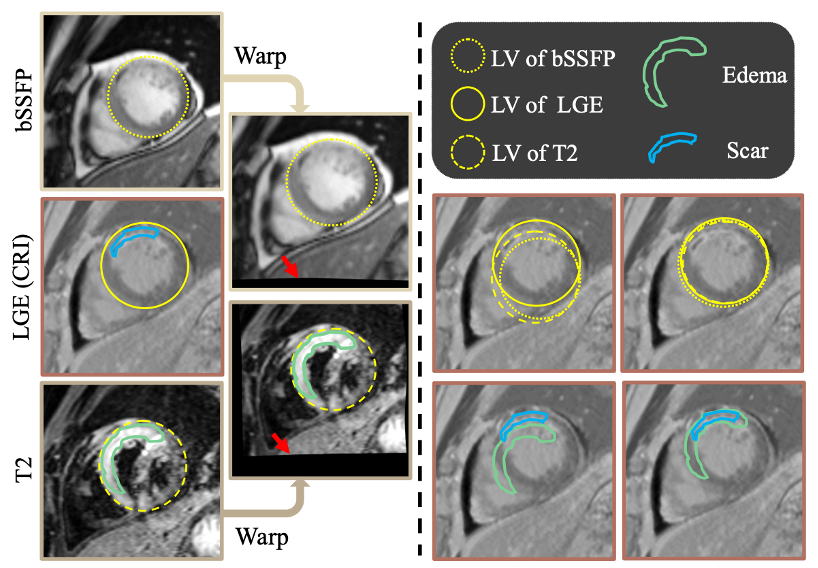 bSSFP
Warp
LGE (CRI)
T2
Warp
LV of bSSFP
LV of LGE
LV of T2
Edema
Scar